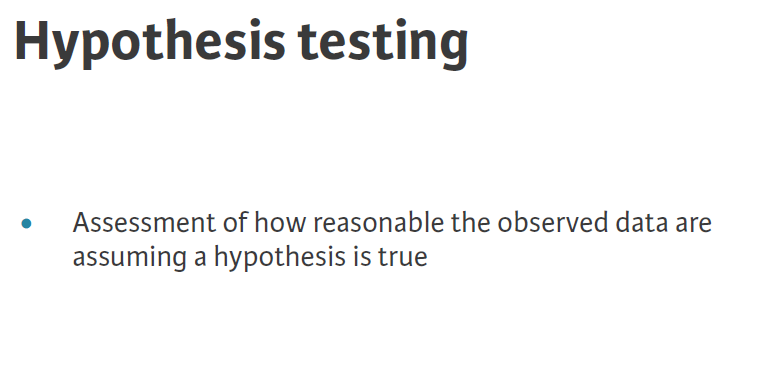 Hypothesis testing
• Assessment of how reasonable the observed data are
assuming a hypothesis is true